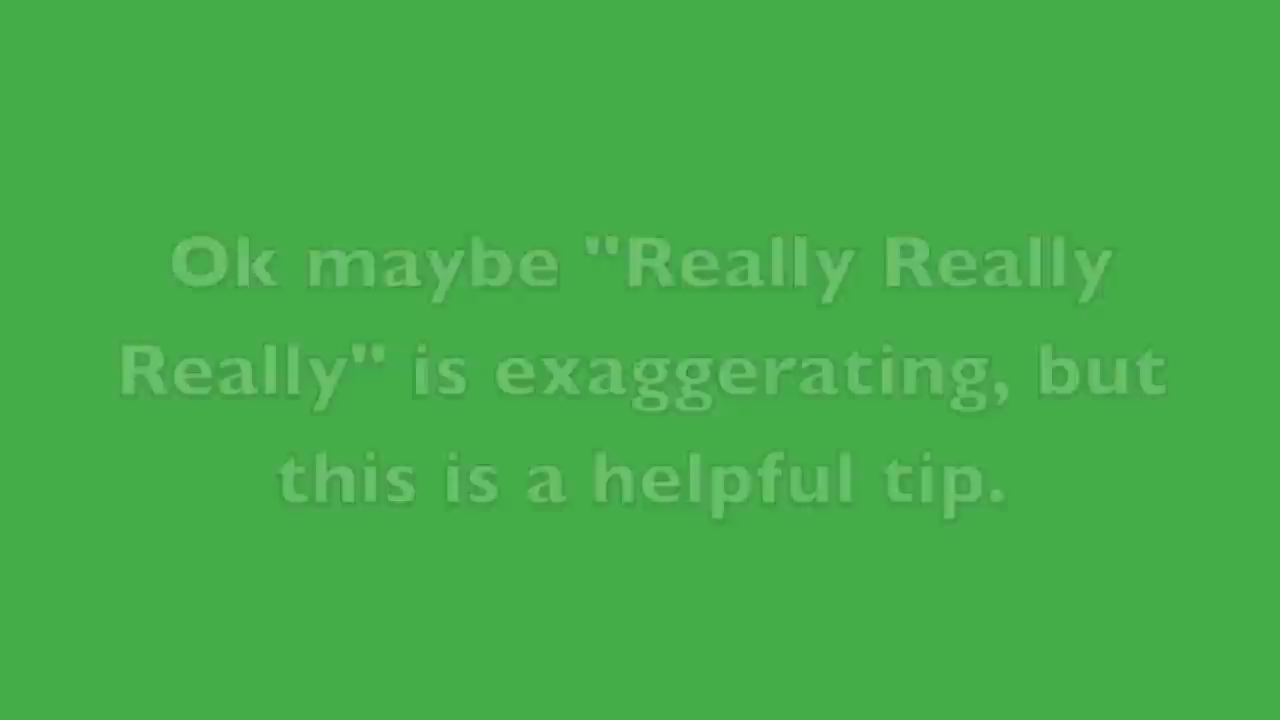 Ok maybe "Really Really
Really" is exaggerating, but
this is a helpful tip.